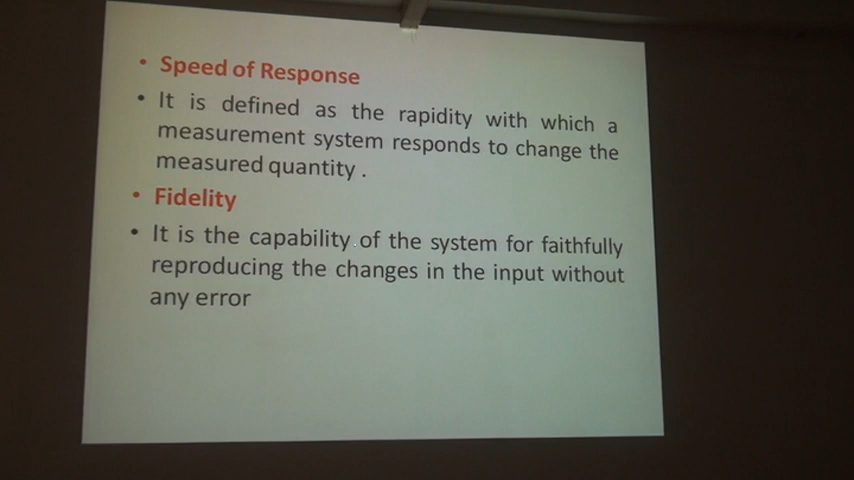 • Speed of Response
• It is defined as the rapidity with which a
measurement system responds to change the
measured quantity .
• Fidelity
• It is the capability of the system for faithfully
reproducing the changes in the input without
any error